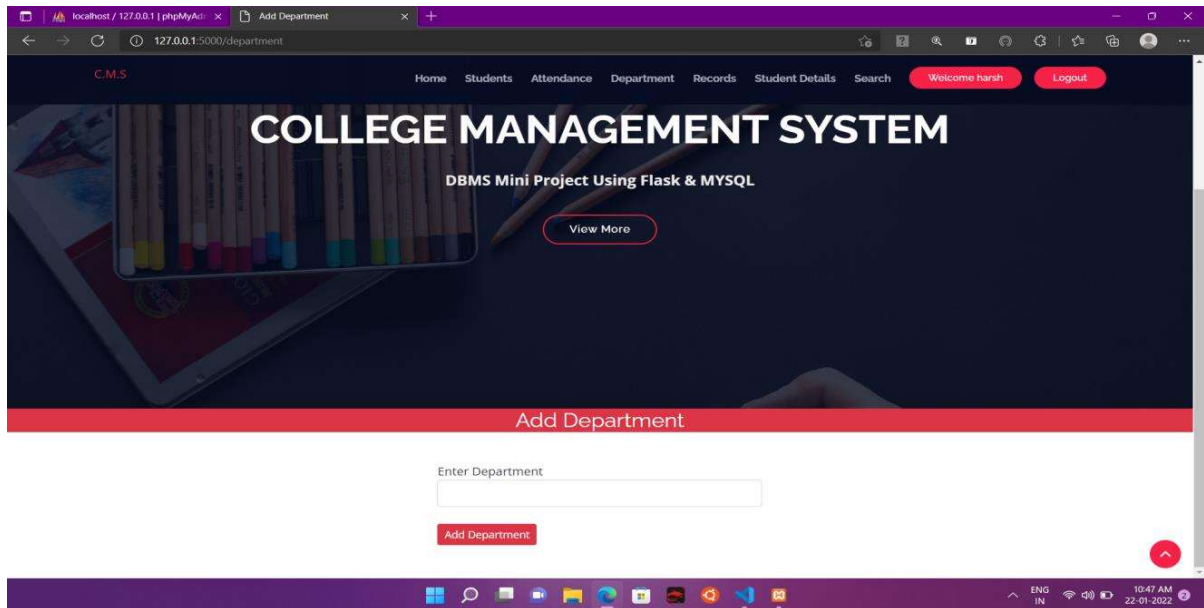 localhost / 127.0.0.1 | phpMyAdr
Add Department
127.0.0.1:5000/department
C.M.S
Home Students Attendance Department Records Student Details Search Welcome harsh Logout
COLLEGE MANAGEMENT SYSTEM
DBMS Mini Project Using Flask & MYSQL
View More
Add Department
Enter Department
Add Department
ENG
IN
10:47 AM
22-01-2022
2